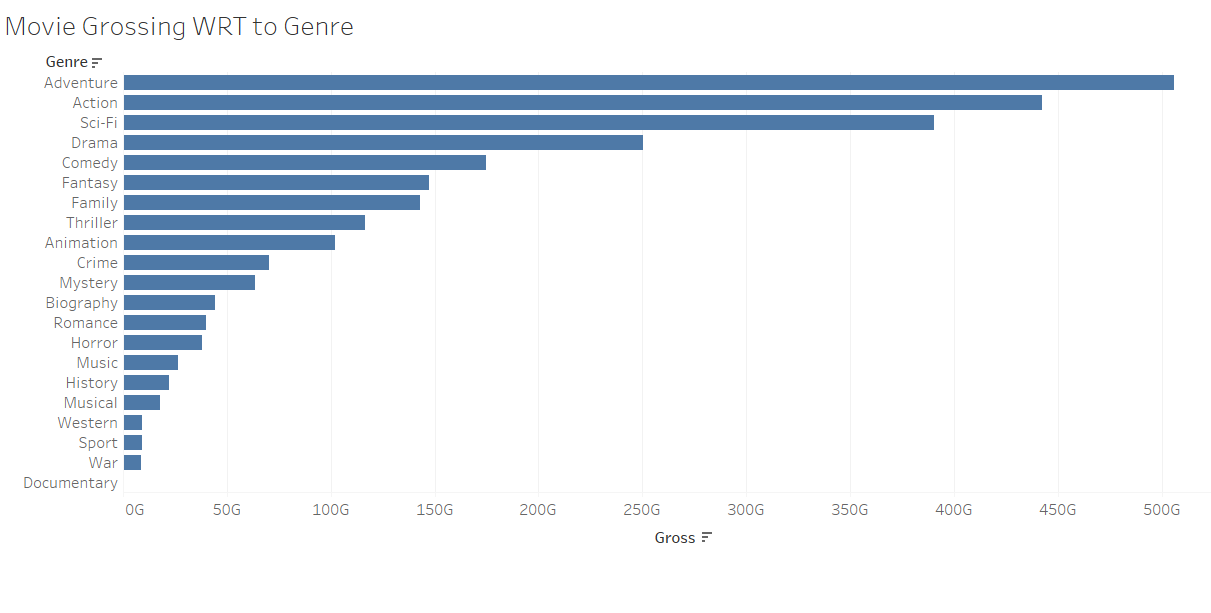 Movie Grossing WRT to Genre
Genre
Adventure
Action
Sci-Fi
Drama
Comedy
Fantasy
Family
Thriller
Animation
Crime
Mystery
Biography
Romance
Horror
Music
History
Musical
Western
Sport
War
Documentary
0G 50G 100G 150G 200G 250G 300G 350G 400G 450G 500G
Gross